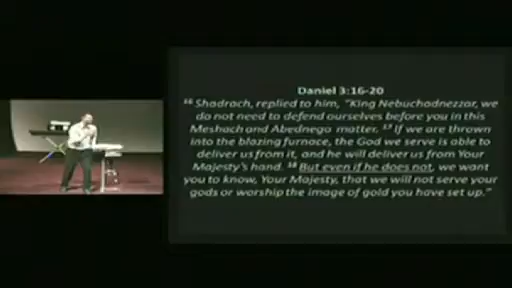 Daniel 3:16-20
16 Shadrach, replied to him, "King Nebuchadnezzar, we
do not need to defend ourselves before you in this
Meshach and Abednego matter. 17 If we are thrown
into the blazing furnace, the God we serve is able to
deliver us from it, and he will deliver us from Your
Majesty's hand. 18 But even if he does not, we want
you to know, Your Majesty, that we will not serve your
gods or worship the image of gold you have set up."